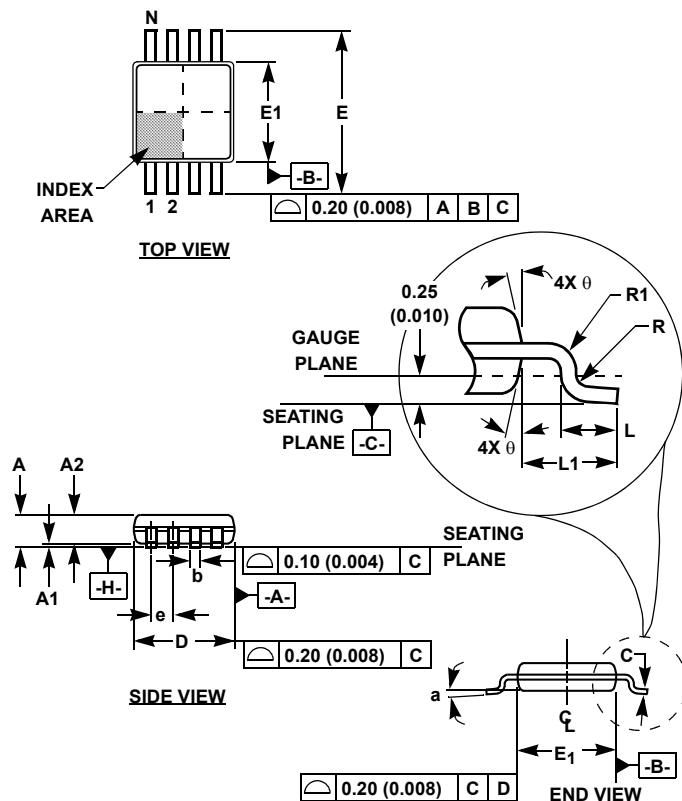 N
E1
E
-B-
INDEX
AREA
1 2
0.20 (0.008) A B C
TOP VIEW
0.25
(0.010)
4X θ
R1
R
GAUGE
PLANE
SEATING
PLANE
-C-
4X θ
L
L1
A A2
SEATING
PLANE
A1
-H-
b
0.10 (0.004) C
-A-
e
D
0.20 (0.008) C
SIDE VIEW
a
C
CL
E1
-B-
0.20 (0.008) C D
END VIEW